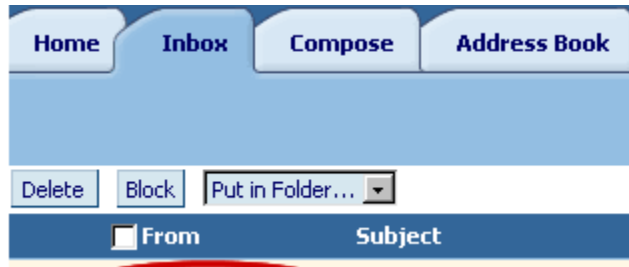 Home Inbox Compose Address Book
Delete Block Put in Folder...
From Subject